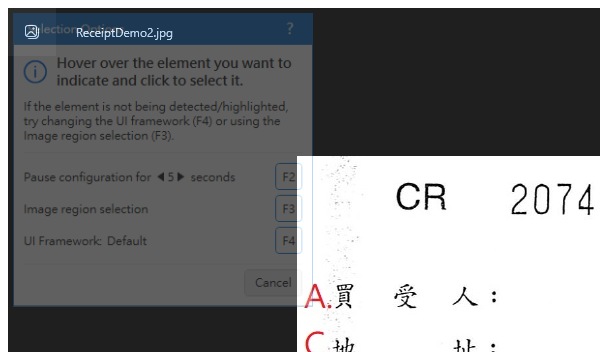 Selection Options ?
ReceiptDemo2.jpg
Hover over the element you want to
indicate and click to select it.
If the element is not being detected/highlighted,
try changing the UI framework (F4) or using the
Image region selection (F3).
Pause configuration for 5 seconds F2
Image region selection F3
UI Framework: Default F4
Cancel
CR 2074
A.買 受 人：
C地 址：